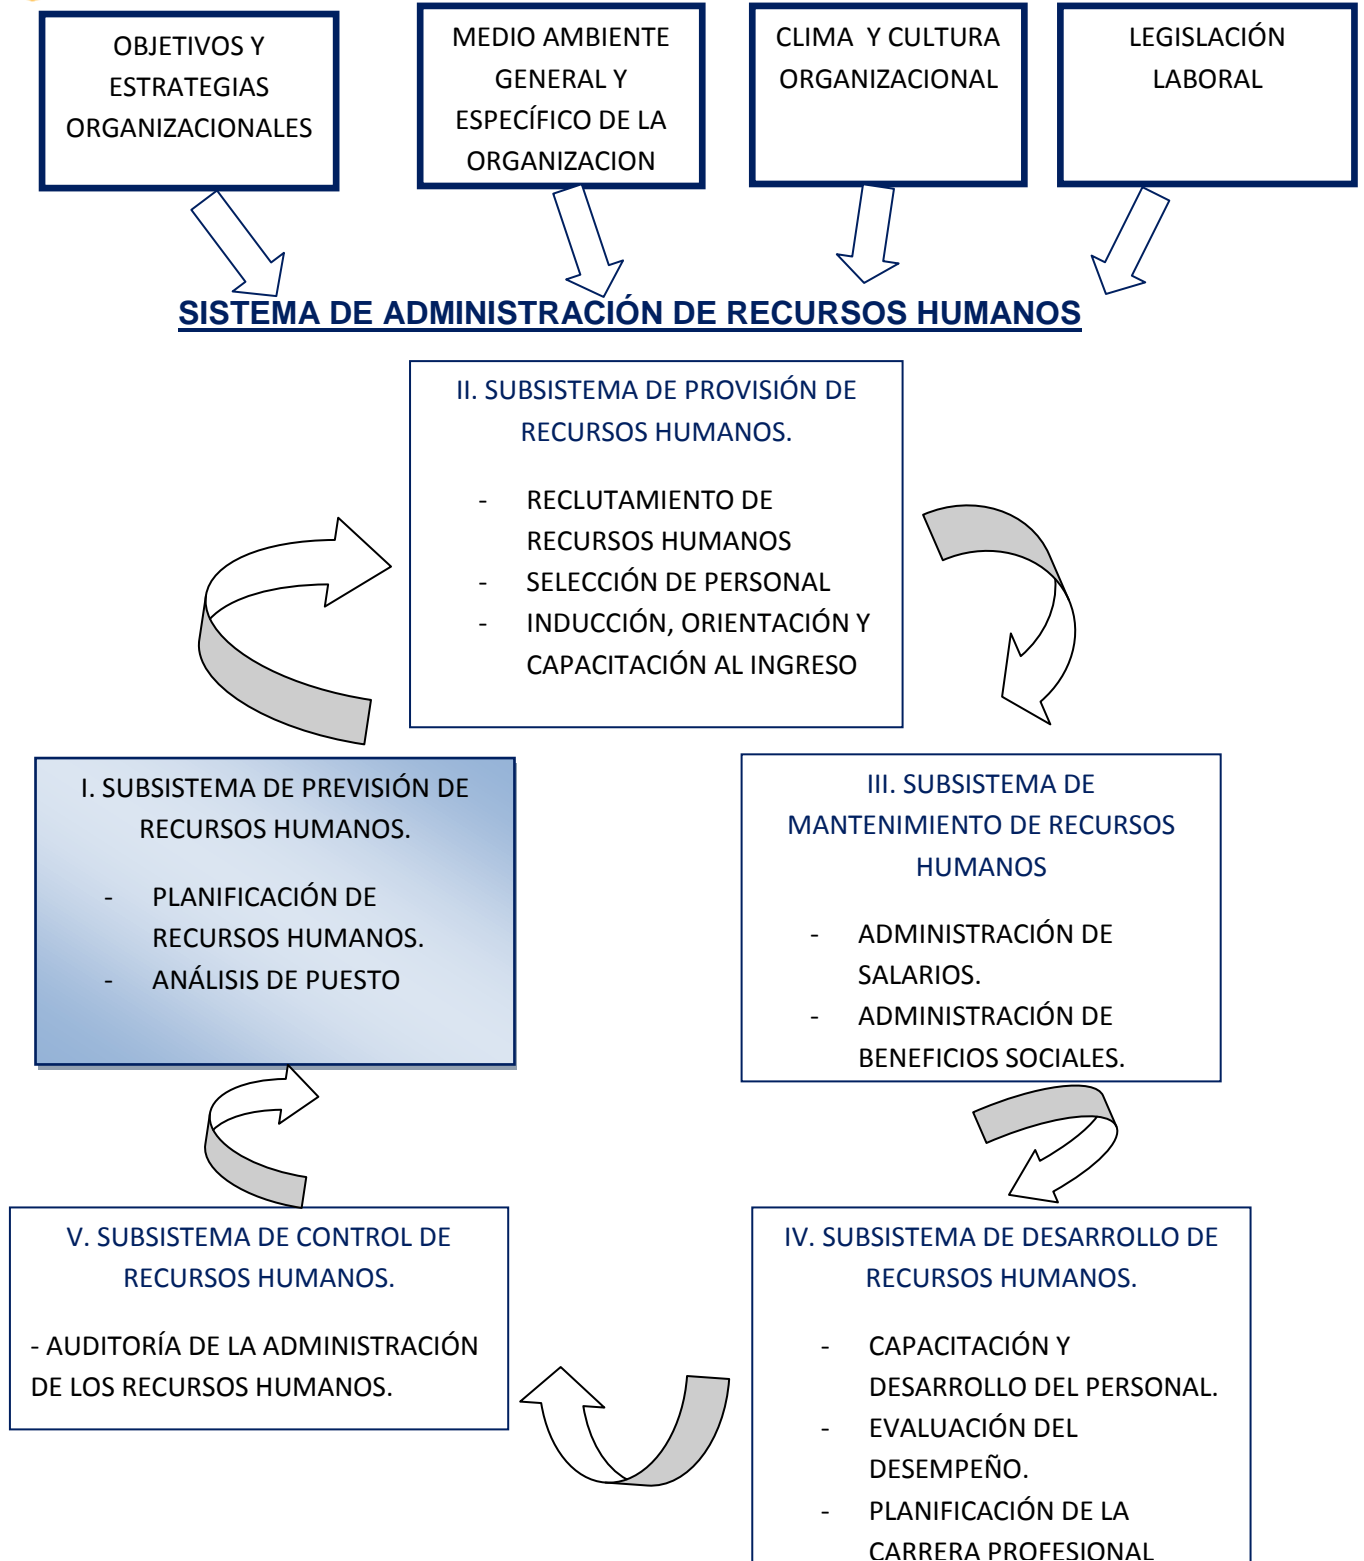 OBJETIVOS Y
ESTRATEGIAS
ORGANIZACIONALES
MEDIO AMBIENTE
GENERAL Y
ESPECÍFICO DE LA
ORGANIZACION
CLIMA Y CULTURA
ORGANIZACIONAL
LEGISLACIÓN
LABORAL
SISTEMA DE ADMINISTRACIÓN DE RECURSOS HUMANOS
II. SUBSISTEMA DE PROVISIÓN DE
RECURSOS HUMANOS.
- RECLUTAMIENTO DE
RECURSOS HUMANOS
- SELECCIÓN DE PERSONAL
- INDUCCIÓN, ORIENTACIÓN Y
CAPACITACIÓN AL INGRESO
I. SUBSISTEMA DE PREVISIÓN DE
RECURSOS HUMANOS.
- PLANIFICACIÓN DE
RECURSOS HUMANOS.
- ANÁLISIS DE PUESTO
III. SUBSISTEMA DE
MANTENIMIENTO DE RECURSOS
HUMANOS
- ADMINISTRACIÓN DE
SALARIOS.
- ADMINISTRACIÓN DE
BENEFICIOS SOCIALES.
V. SUBSISTEMA DE CONTROL DE
RECURSOS HUMANOS.
- AUDITORÍA DE LA ADMINISTRACIÓN
DE LOS RECURSOS HUMANOS.
IV. SUBSISTEMA DE DESARROLLO DE
RECURSOS HUMANOS.
- CAPACITACIÓN Y
DESARROLLO DEL PERSONAL.
- EVALUACIÓN DEL
DESEMPEÑO.
- PLANIFICACIÓN DE LA
CARRERA PROFESIONAL